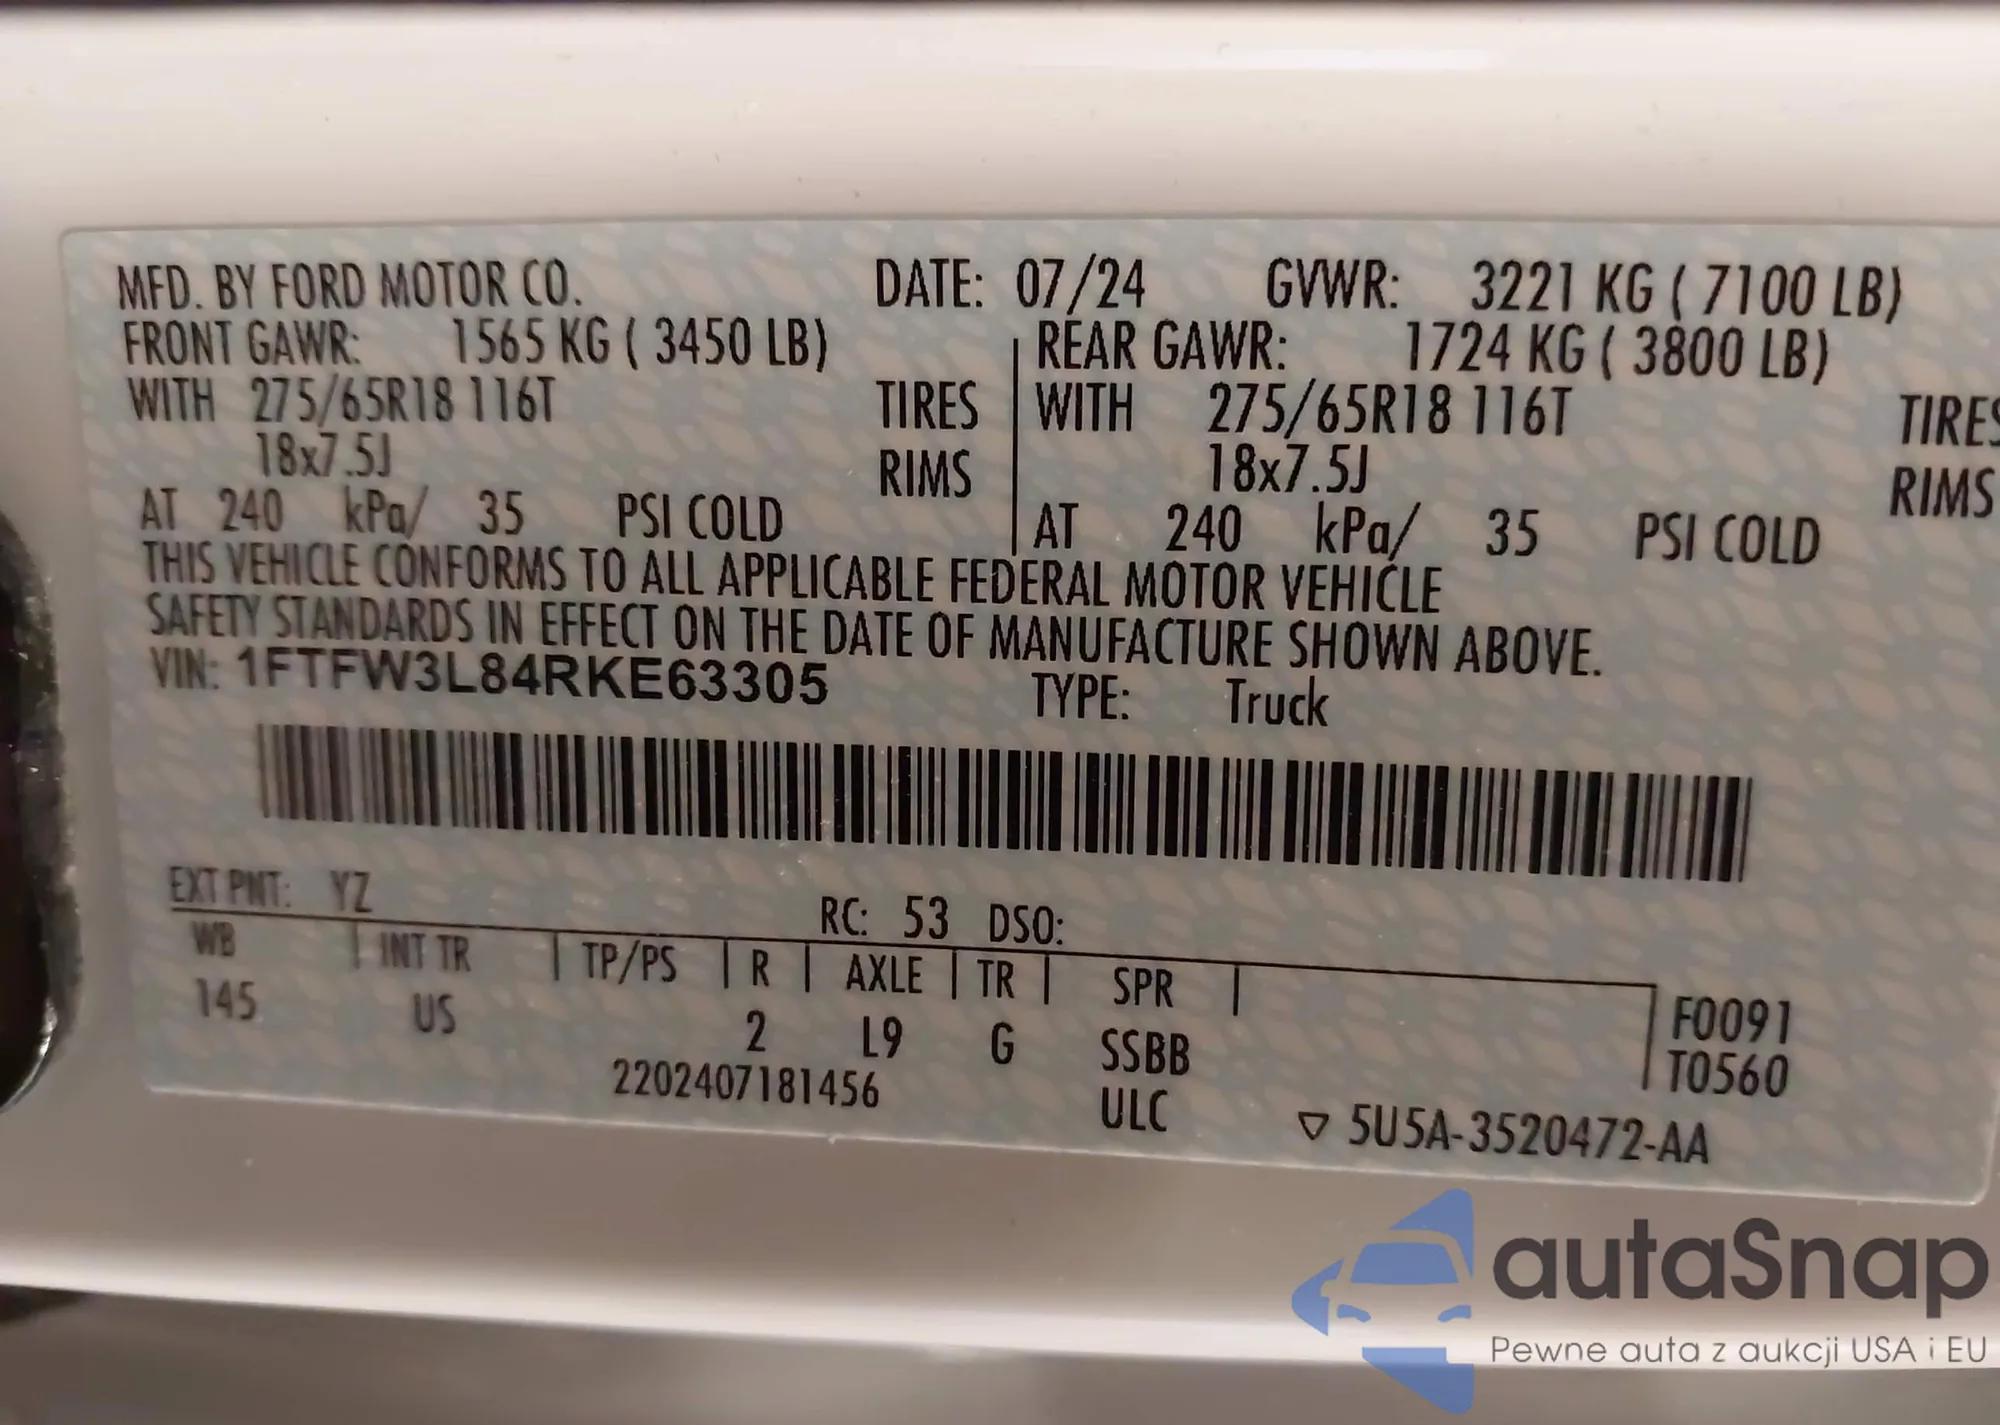 MFD. BY FORD MOTOR CO. DATE: 07/24 GVWR: 3221 KG ( 7100 LB)
FRONT GAWR: 1565 KG ( 3450 LB) REAR GAWR: 1724 KG ( 3800 LB)
WITH 275/65R18 116T TIRES WITH 275/65R18 116T TIRES
18x7.5J RIMS 18x7.5J RIMS
AT 240 kPa/ 35 PSI COLD AT 240 kPa/ 35 PSI COLD
THIS VEHICLE CONFORMS TO ALL APPLICABLE FEDERAL MOTOR VEHICLE
SAFETY STANDARDS IN EFFECT ON THE DATE OF MANUFACTURE SHOWN ABOVE.
VIN: 1FTFW3L84RKE63305 TYPE: Truck
EXT PNT: YZ RC: 53 DSO:
WB INT TR TP/PS R AXLE TR SPR
145 US 2 L9 G SSBB F0091
2202407181456 ULC T0560
▽ 5U5A-3520472-AA
autaSnap
Pewne auta z aukcji USA i EU